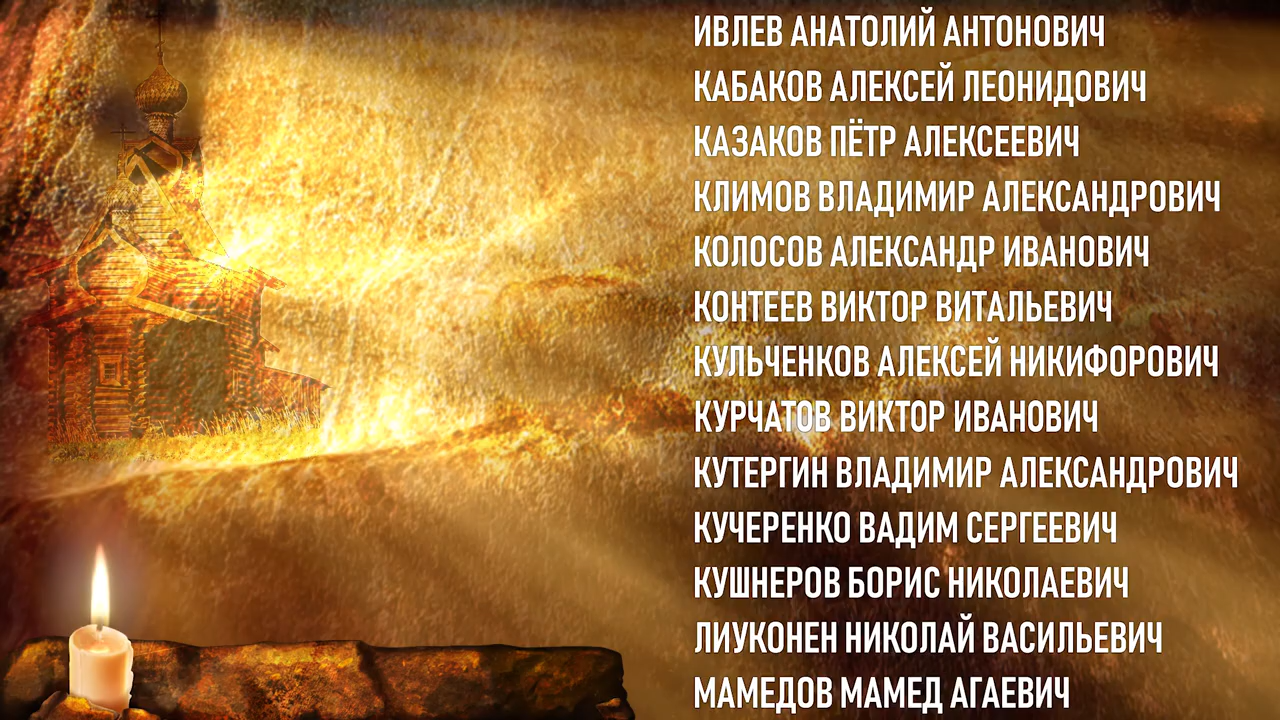 ИВЛЕВ АНАТОЛИЙ АНТОНОВИЧ
КАБАКОВ АЛЕКСЕЙ ЛЕОНИДОВИЧ
КАЗАКОВ ПЁТР АЛЕКСЕЕВИЧ
КЛИМОВ ВЛАДИМИР АЛЕКСАНДРОВИЧ
КОЛОСОВ АЛЕКСАНДР ИВАНОВИЧ
КОНТЕЕВ ВИКТОР ВИТАЛЬЕВИЧ
КУЛЬЧЕНКОВ АЛЕКСЕЙ НИКИФОРОВИЧ
КУРЧАТОВ ВИКТОР ИВАНОВИЧ
КУТЕРГИН ВЛАДИМИР АЛЕКСАНДРОВИЧ
КУЧЕРЕНКО ВАДИМ СЕРГЕЕВИЧ
КУШНЕРОВ БОРИС НИКОЛАЕВИЧ
ЛИУКОНЕН НИКОЛАЙ ВАСИЛЬЕВИЧ
МАМЕДОВ МАМЕД АГАЕВИЧ